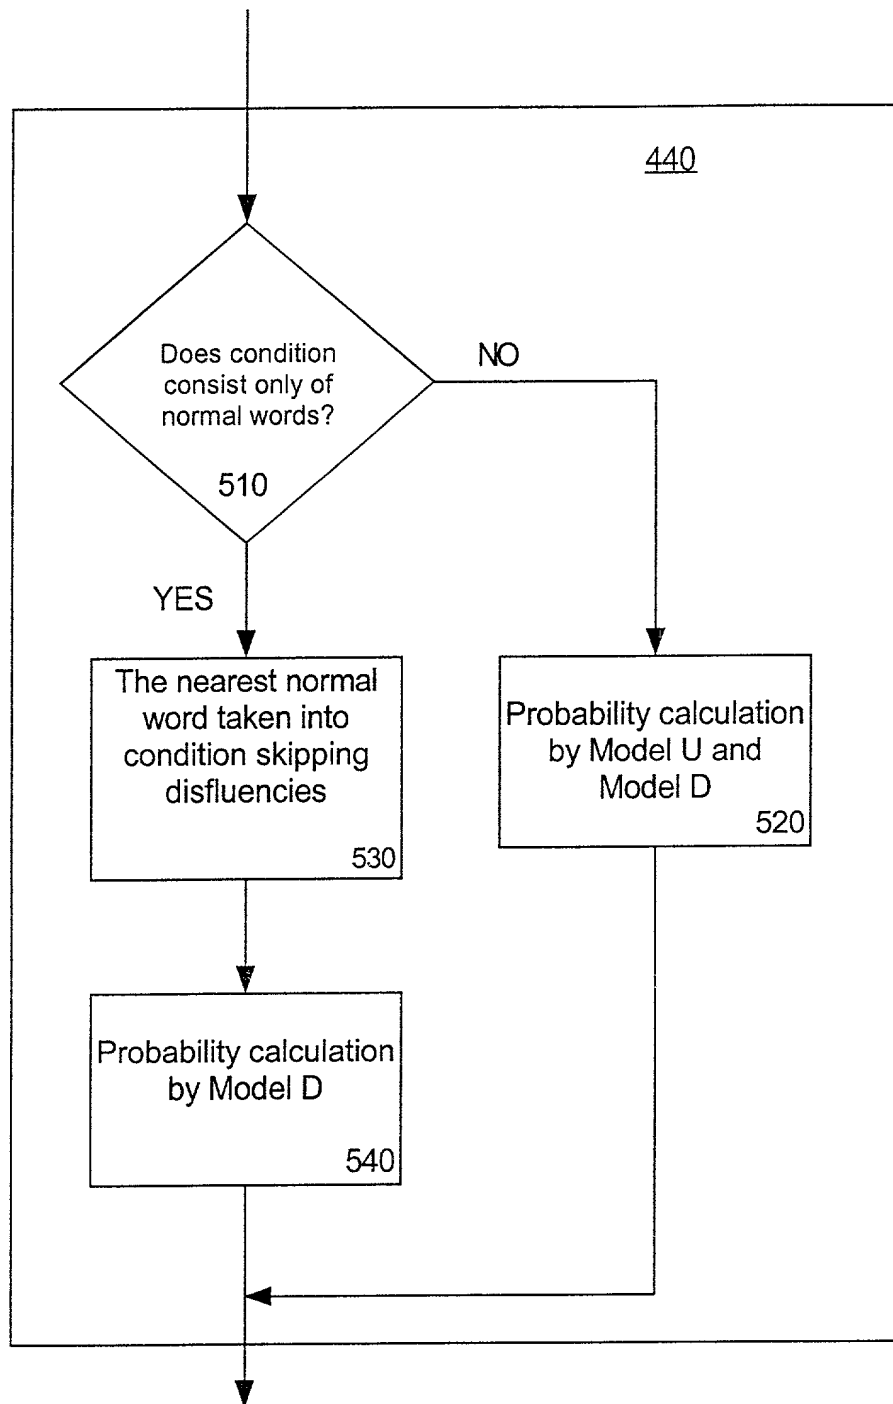 440
Does condition
consist only of
normal words?
510
NO
YES
The nearest normal
word taken into
condition skipping
disfluencies
530
Probability calculation
by Model U and
Model D
520
Probability calculation
by Model D
540